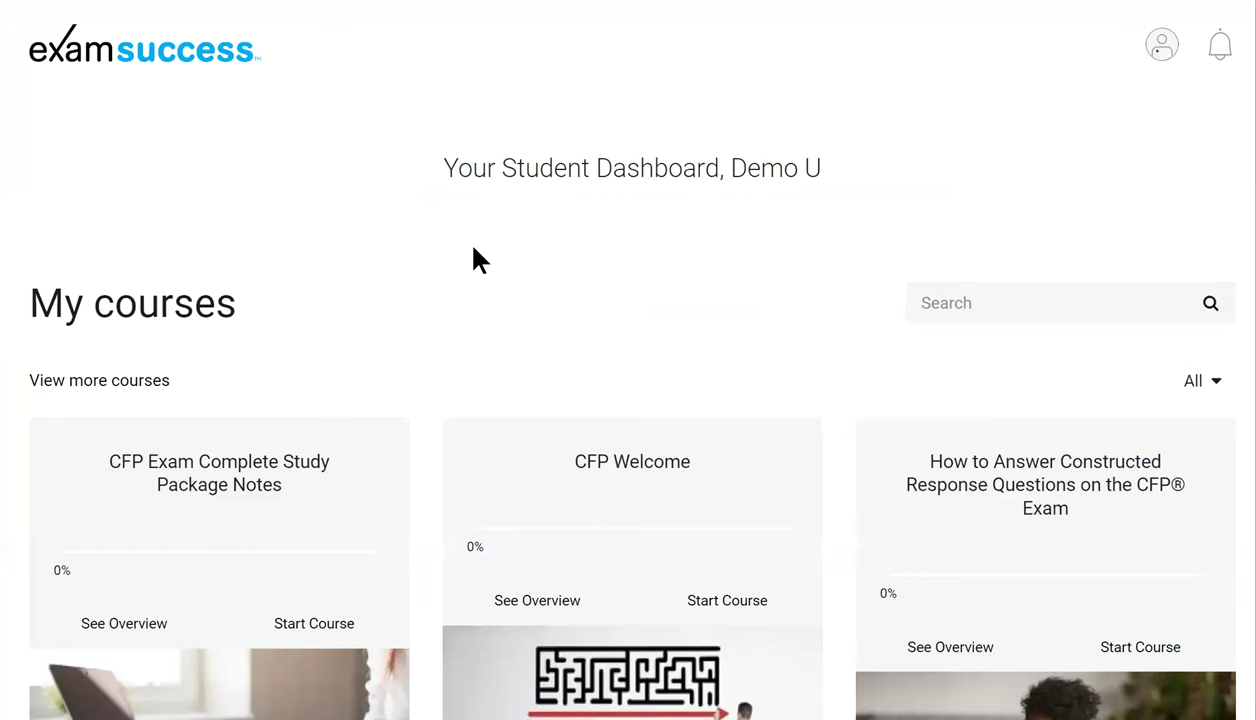 examsuccess™
Your Student Dashboard, Demo U
My courses
Search
View more courses
All
CFP Exam Complete Study
Package Notes
0%
See Overview
Start Course
CFP Welcome
0%
See Overview
Start Course
How to Answer Constructed
Response Questions on the CFP®
Exam
0%
See Overview
Start Course